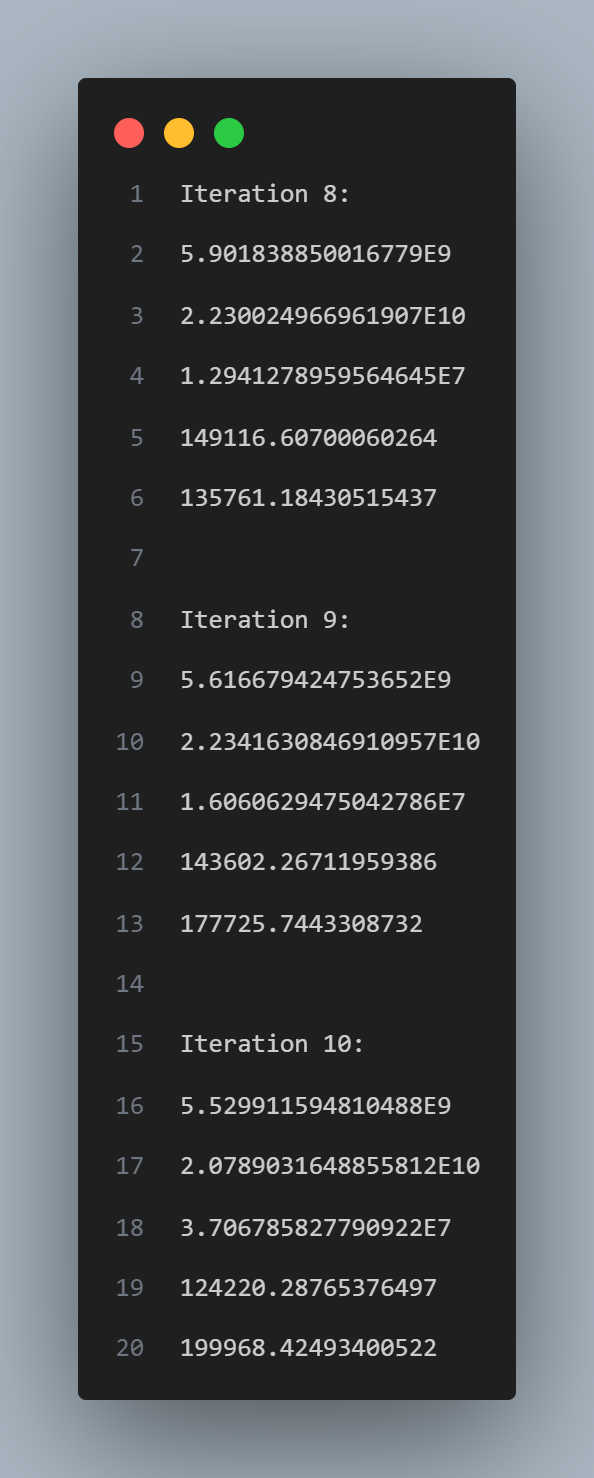 1 Iteration 8:
2 5.901838850016779E9
3 2.230024966961907E10
4 1.2941278959564645E7
5 149116.60700060264
6 135761.18430515437
7
8 Iteration 9:
9 5.616679424753652E9
10 2.2341630846910957E10
11 1.6060629475042786E7
12 143602.26711959386
13 177725.7443308732
14
15 Iteration 10:
16 5.529911594810488E9
17 2.0789031648855812E10
18 3.706785827790922E7
19 124220.28765376497
20 199968.42493400522